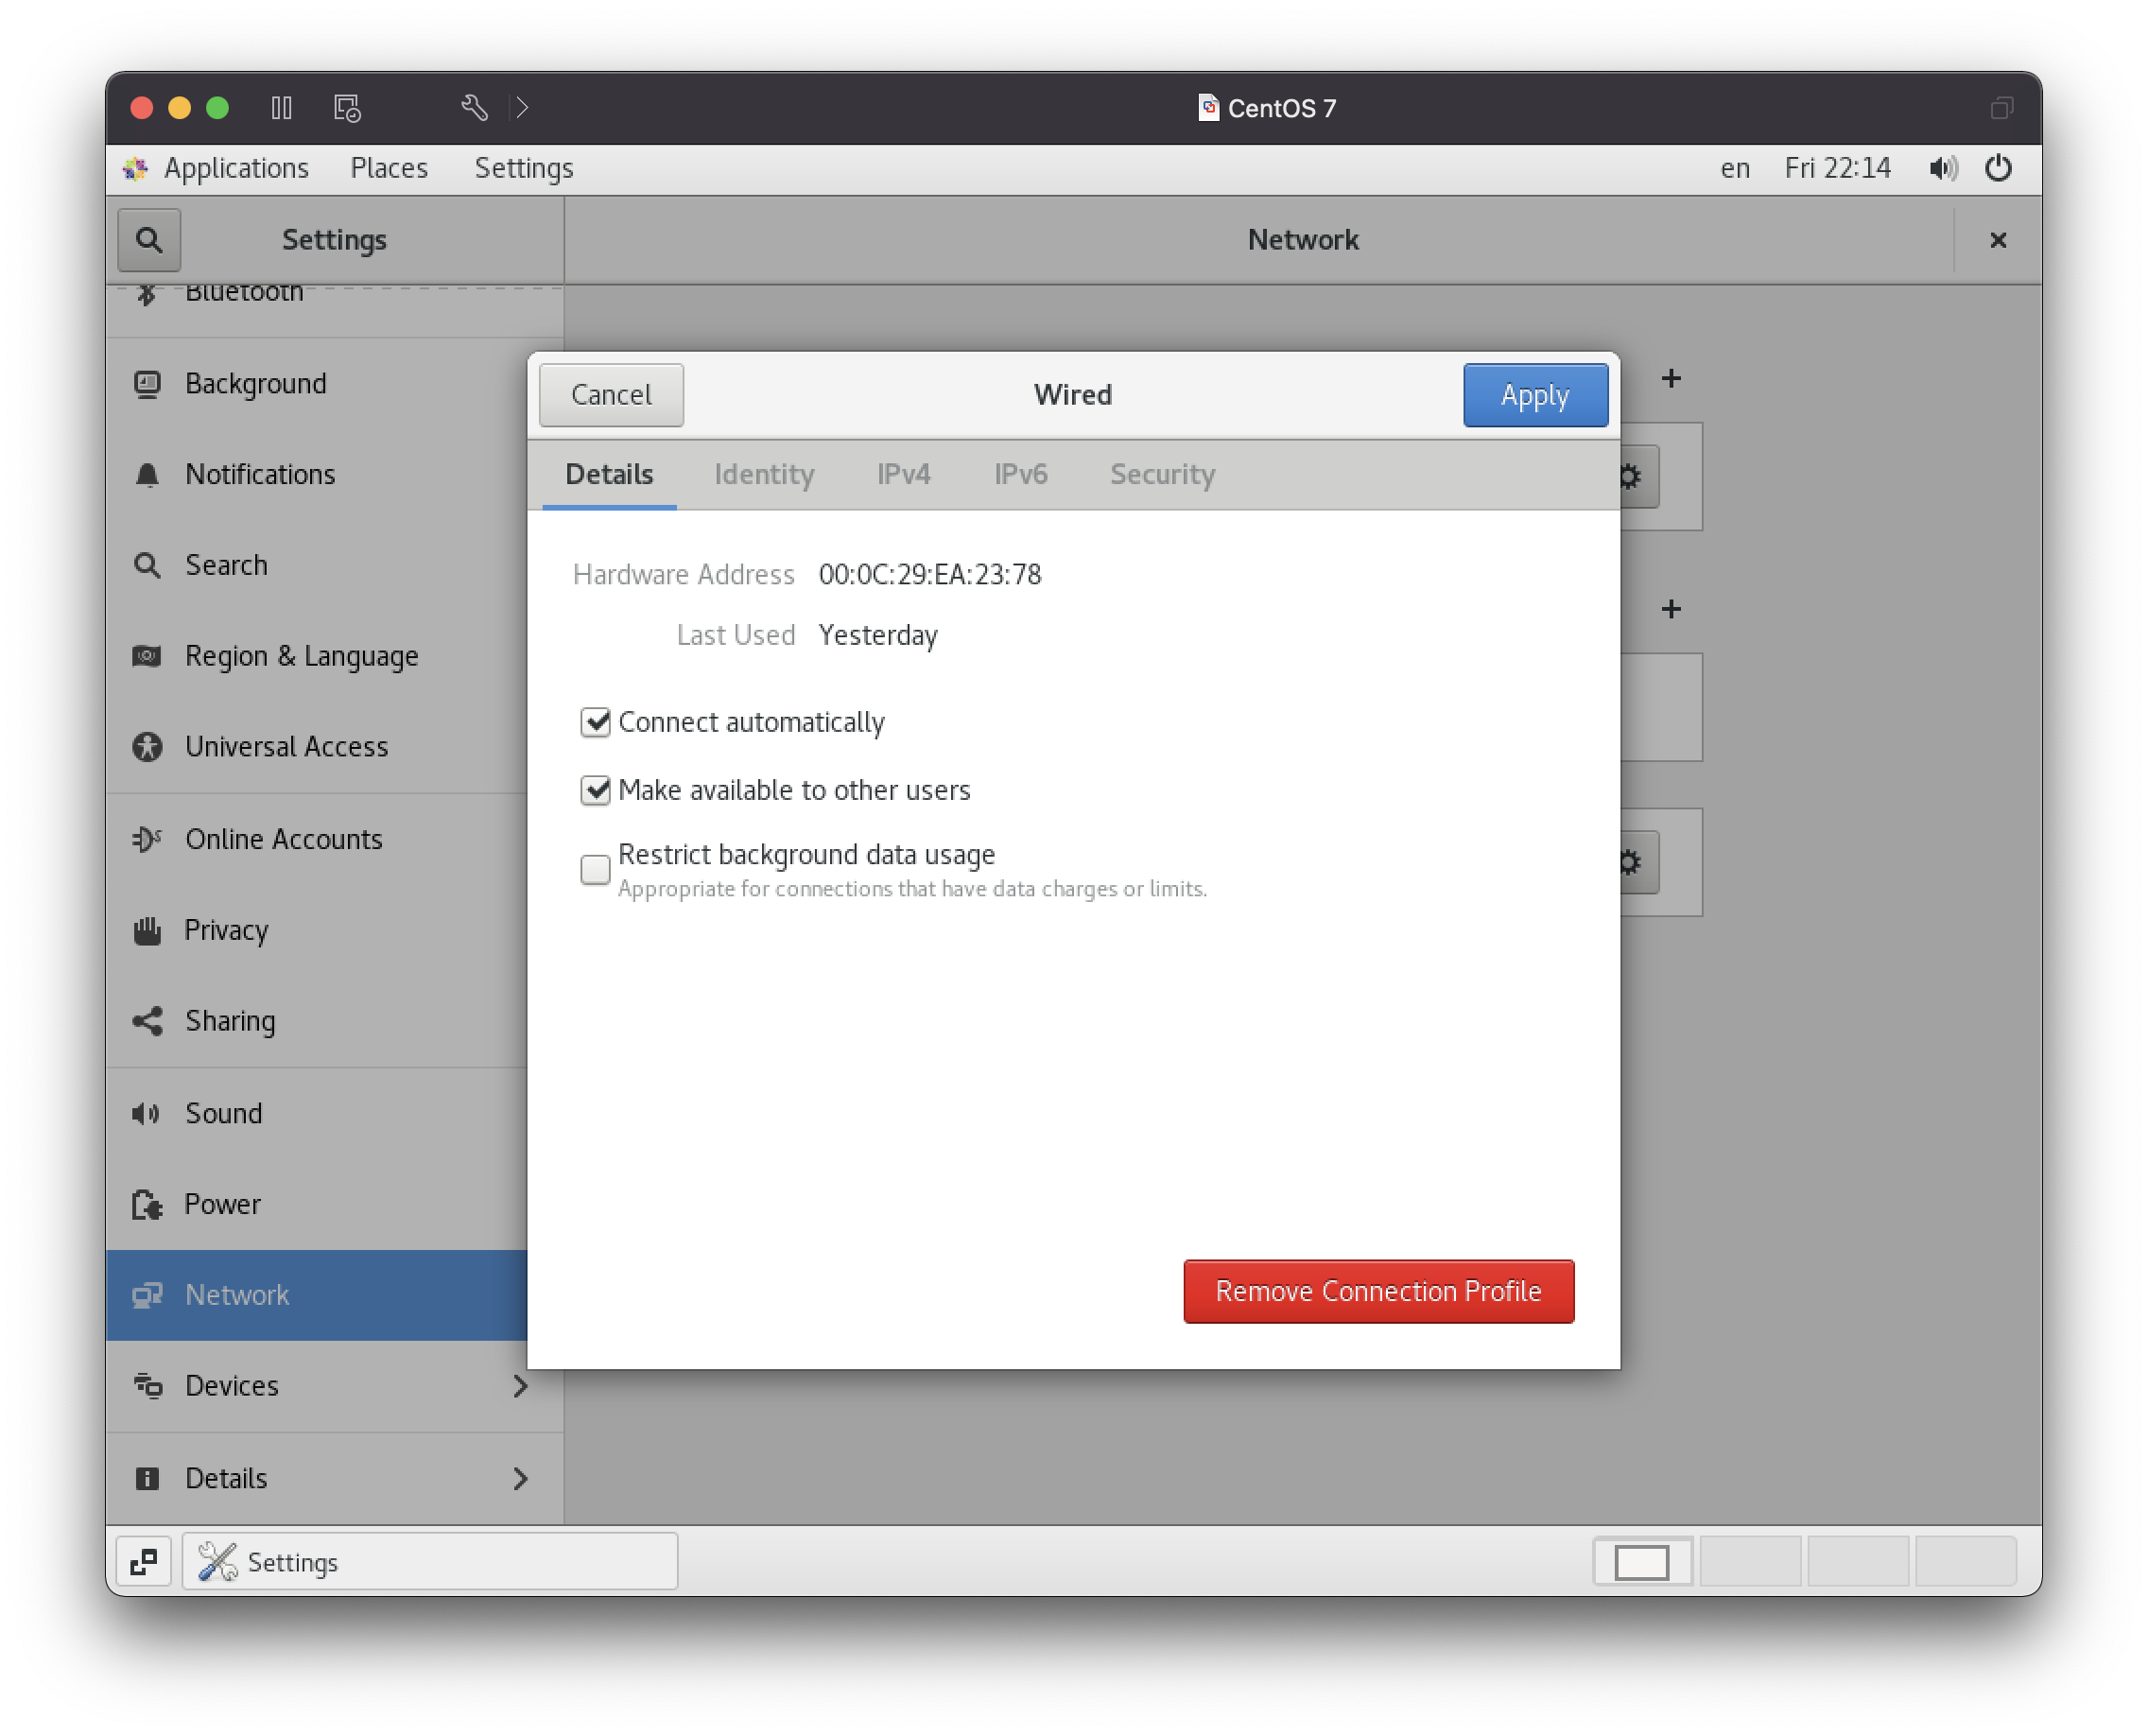 CentOS 7
Applications Places Settings en Fri 22:14
Settings Network
Bluetooth
Background
Notifications
Search
Region & Language
Universal Access
Online Accounts
Privacy
Sharing
Sound
Power
Network
Devices
Details
Cancel Wired Apply
Details Identity IPv4 IPv6 Security
Hardware Address 00:0C:29:EA:23:78
Last Used Yesterday
Connect automatically
Make available to other users
Restrict background data usage
Appropriate for connections that have data charges or limits.
Remove Connection Profile
Settings